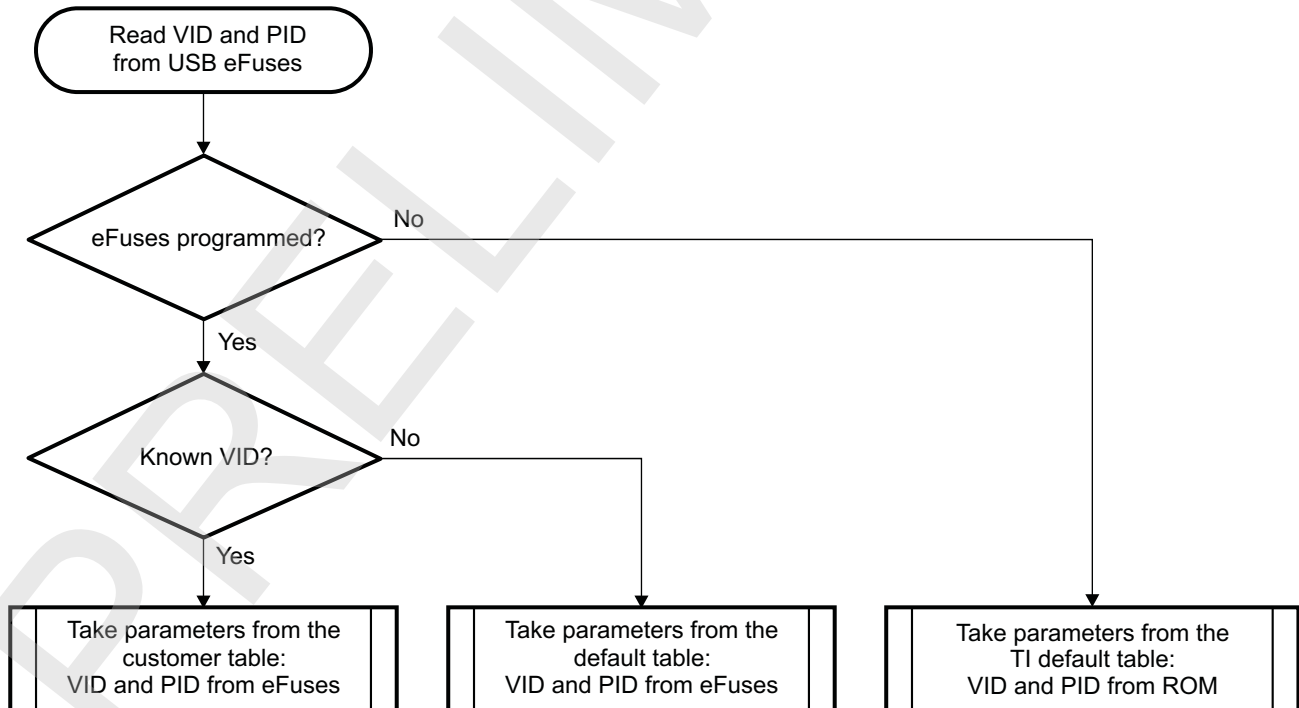 Read VID and PID
from USB eFuses
eFuses programmed?
No
Yes
Known VID?
No
Yes
Take parameters from the
customer table:
VID and PID from eFuses
Take parameters from the
default table:
VID and PID from eFuses
Take parameters from the
TI default table:
VID and PID from ROM
PRELIM